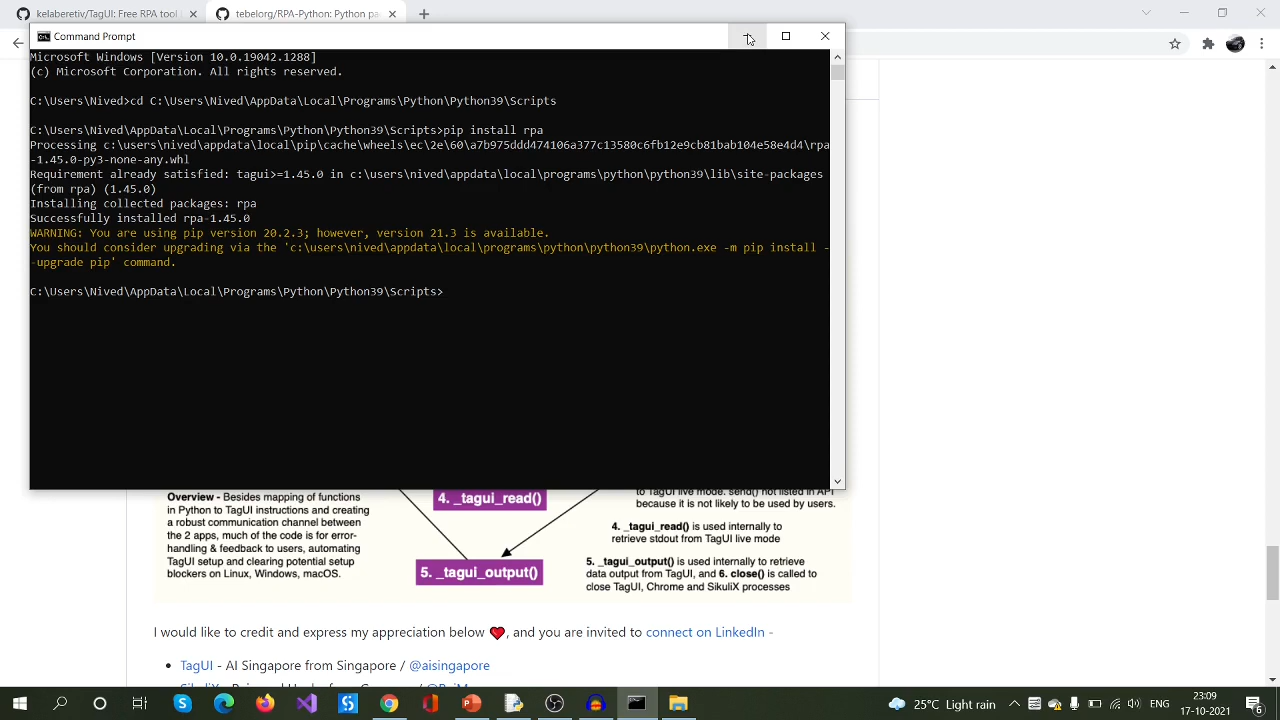 kelaberetiv/TagUI: Free RPA tool
tebelorg/RPA-Python: Python pa
Command Prompt
Microsoft Windows [Version 10.0.19042.1288]
(c) Microsoft Corporation. All rights reserved.
C:\Users\Nived>cd C:\Users\Nived\AppData\Local\Programs\Python\Python39\Scripts
C:\Users\Nived\AppData\Local\Programs\Python\Python39\Scripts>pip install rpa
Processing c:\users\nived\appdata\local\pip\cache\wheels\ec\2e\60\a7b975ddd474106a377c13580c6fb12e9cb81bab104e58e4d4\rpa
-1.45.0-py3-none-any.whl
Requirement already satisfied: tagui>=1.45.0 in c:\users\nived\appdata\local\programs\python\python39\lib\site-packages
(from rpa) (1.45.0)
Installing collected packages: rpa
Successfully installed rpa-1.45.0
WARNING: You are using pip version 20.2.3; however, version 21.3 is available.
You should consider upgrading via the 'c:\users\nived\appdata\local\programs\python\python39\python.exe -m pip install -
-upgrade pip' command.
C:\Users\Nived\AppData\Local\Programs\Python\Python39\Scripts>
Overview - Besides mapping of functions
in Python to TagUI instructions and creating
a robust communication channel between
the 2 apps, much of the code is for error-
handling & feedback to users, automating
TagUI setup and clearing potential setup
blockers on Linux, Windows, macOS.
4. _tagui_read()
5. _tagui_output()
to TagUI live mode. send() not listed in API
because it is not likely to be used by users.
4. _tagui_read() is used internally to
retrieve stdout from TagUI live mode
5. _tagui_output() is used internally to retrieve
data output from TagUI, and 6. close() is called to
close TagUI, Chrome and SikuliX processes
I would like to credit and express my appreciation below ❤, and you are invited to connect on LinkedIn -
• TagUI - AI Singapore from Singapore / @aisingapore
25°C Light rain
ENG
23:09
17-10-2021
6